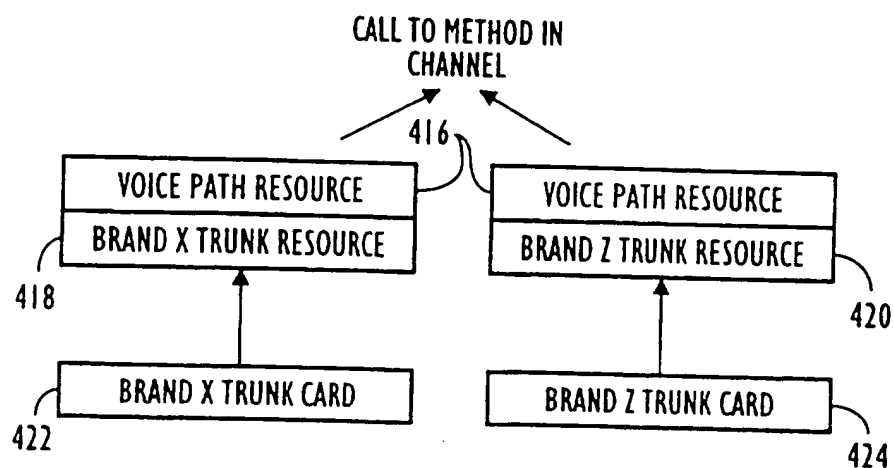 CALL TO METHOD IN
CHANNEL
416
VOICE PATH RESOURCE
BRAND X TRUNK RESOURCE
VOICE PATH RESOURCE
BRAND Z TRUNK RESOURCE
418
420
BRAND X TRUNK CARD
BRAND Z TRUNK CARD
422
424